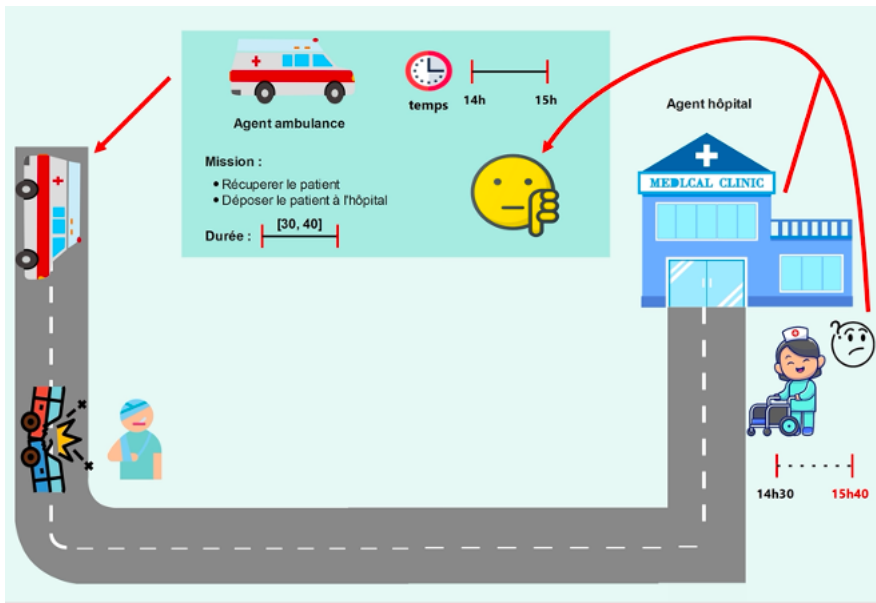 Agent ambulance
temps
14h
15h
Mission :
• Récuperer le patient
• Déposer le patient à l'hôpital
Durée :
[30, 40]
Agent hôpital
MEDLCAL CLINIC
?
14h30
15h40